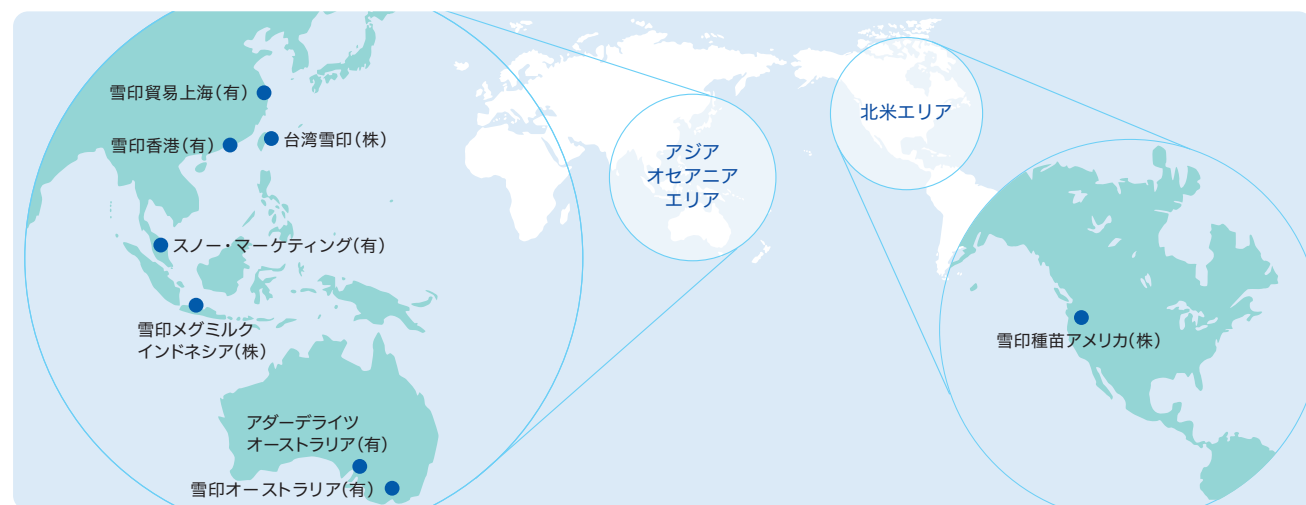 雪印貿易上海(有)
雪印香港(有)
台湾雪印(株)
スノー・マーケティング(有)
雪印メグミルク
インドネシア(株)
アダーデライツ
オーストラリア(有)
雪印オーストラリア(有)
アジア
オセアニア
エリア
北米エリア
雪印種苗アメリカ(株)